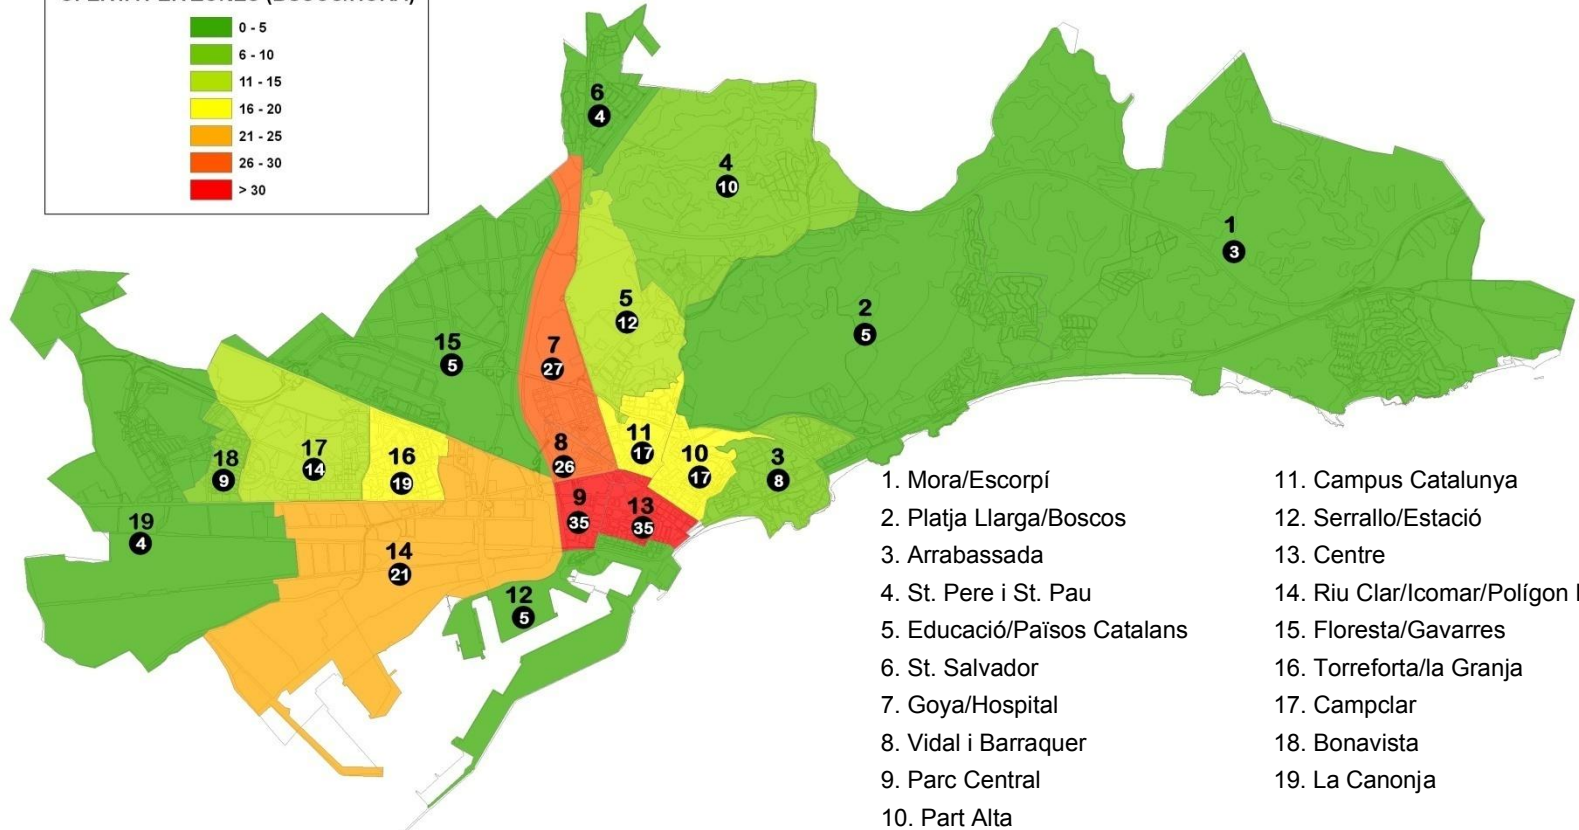 0 - 5
6 - 10
11 - 15
16 - 20
21 - 25
26 - 30
> 30
6
4
4
10
1
3
5
12
2
5
15
5
7
27
11
17
10
17
3
8
8
26
18
9
17
14
16
19
9
35
13
35
19
4
14
21
12
5
1. Mora/Escorpí
2. Platja Llarga/Boscos
3. Arrabassada
4. St. Pere i St. Pau
5. Educació/Països Catalans
6. St. Salvador
7. Goya/Hospital
8. Vidal i Barraquer
9. Parc Central
10. Part Alta
11. Campus Catalunya
12. Serrallo/Estació
13. Centre
14. Riu Clar/Icomar/Polígon
15. Floresta/Gavarres
16. Torreforta/la Granja
17. Campclar
18. Bonavista
19. La Canonja